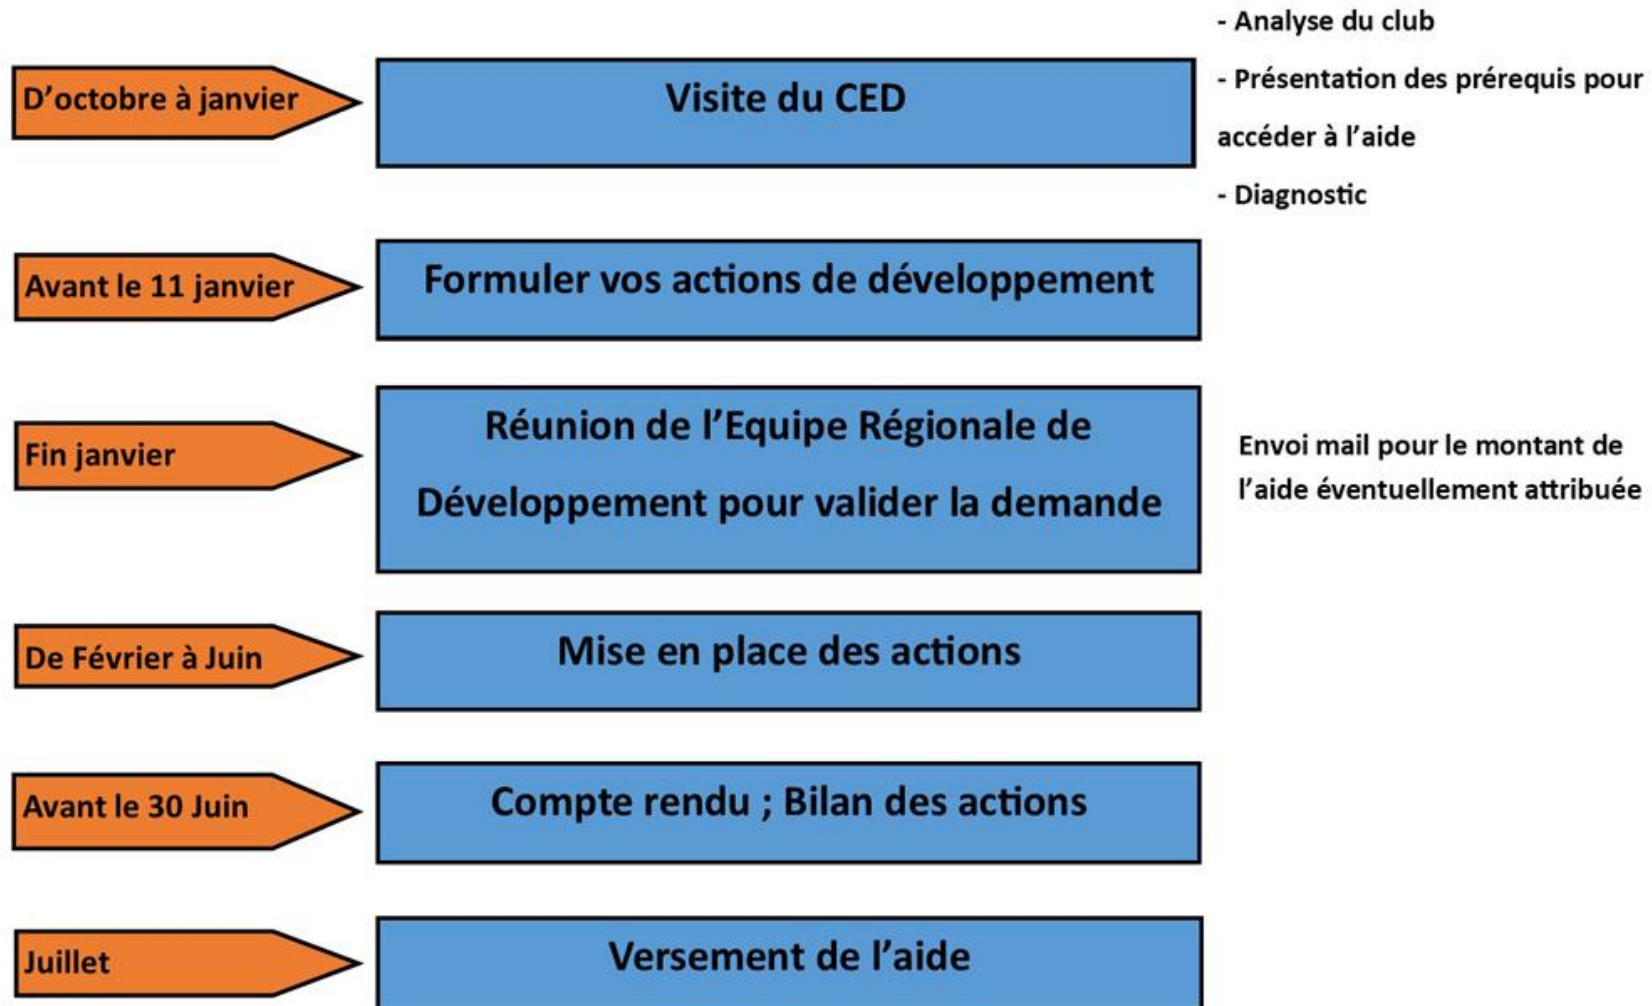 D’octobre à janvier
Visite du CED
- Analyse du club
- Présentation des prérequis pour
accéder à l’aide
- Diagnostic
Avant le 11 janvier
Formuler vos actions de développement
Fin janvier
Réunion de l’Equipe Régionale de
Développement pour valider la demande
Envoi mail pour le montant de
l’aide éventuellement attribuée
De Février à Juin
Mise en place des actions
Avant le 30 Juin
Compte rendu ; Bilan des actions
Juillet
Versement de l’aide